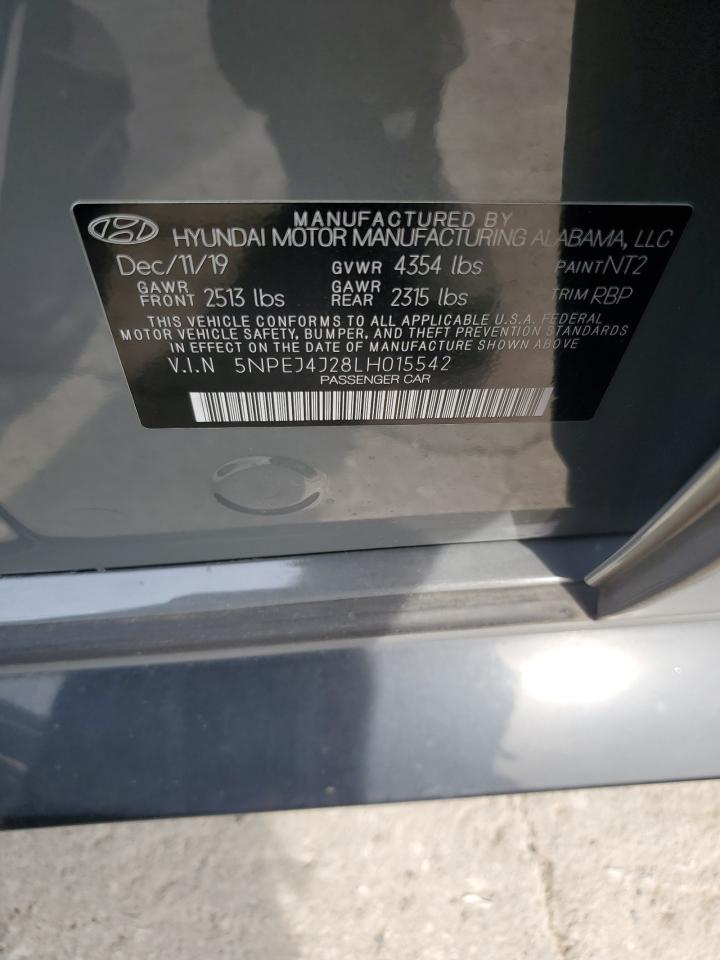 MANUFACTURED BY
HYUNDAI MOTOR MANUFACTURING ALABAMA, LLC
Dec/11/19 GVWR 4354 lbs PAINT NT2
GAWR FRONT 2513 lbs GAWR REAR 2315 lbs TRIM RBP
THIS VEHICLE CONFORMS TO ALL APPLICABLE U.S.A. FEDERAL
MOTOR VEHICLE SAFETY, BUMPER, AND THEFT PREVENTION STANDARDS
IN EFFECT ON THE DATE OF MANUFACTURE SHOWN ABOVE.
V.I.N 5NPEJ4J28LH015542
PASSENGER CAR